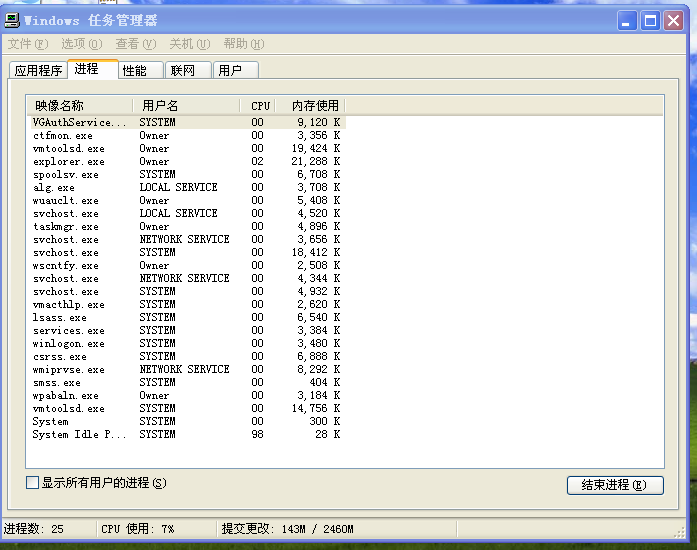 Windows 任务管理器
文件(F) 选项(O) 查看(V) 关机(U) 帮助(H)
应用程序 进程 性能 联网 用户
映像名称 用户名 CPU 内存使用
VGAuthService... SYSTEM 00 9,120 K
ctfmon.exe Owner 00 3,356 K
vmtoolsd.exe Owner 00 19,424 K
explorer.exe Owner 02 21,288 K
spoolsv.exe SYSTEM 00 6,708 K
alg.exe LOCAL SERVICE 00 3,708 K
wuauclt.exe Owner 00 5,408 K
svchost.exe LOCAL SERVICE 00 4,520 K
taskmgr.exe Owner 00 4,896 K
svchost.exe NETWORK SERVICE 00 3,656 K
svchost.exe SYSTEM 00 18,412 K
wscntfy.exe Owner 00 2,508 K
svchost.exe NETWORK SERVICE 00 4,344 K
svchost.exe SYSTEM 00 4,932 K
vmacthlp.exe SYSTEM 00 2,620 K
lsass.exe SYSTEM 00 6,540 K
services.exe SYSTEM 00 3,384 K
winlogon.exe SYSTEM 00 3,480 K
csrss.exe SYSTEM 00 6,888 K
wmiprvse.exe NETWORK SERVICE 00 8,292 K
smss.exe SYSTEM 00 404 K
wpabaln.exe Owner 00 3,184 K
vmtoolsd.exe SYSTEM 00 14,756 K
System SYSTEM 00 300 K
System Idle P... SYSTEM 98 28 K
显示所有用户的进程(S) 结束进程(E)
进程数: 25 CPU 使用: 7% 提交更改: 143M / 2460M